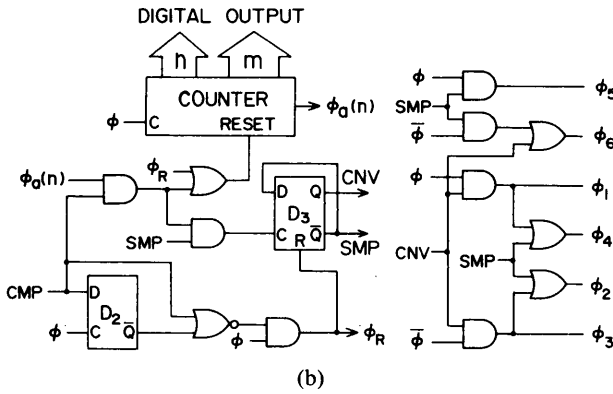 DIGITAL OUTPUT
n m
COUNTER
ϕ C RESET
ϕa(n)
ϕR
ϕa(n)
SMP
D Q CNV
D3
C R Q̅ SMP
CMP
D
D2
ϕ C Q̅
ϕ
ϕR
ϕ
SMP
ϕ̅
ϕ5
ϕ6
ϕ
ϕ1
ϕ4
CNV SMP
ϕ2
ϕ̅
ϕ3
(b)